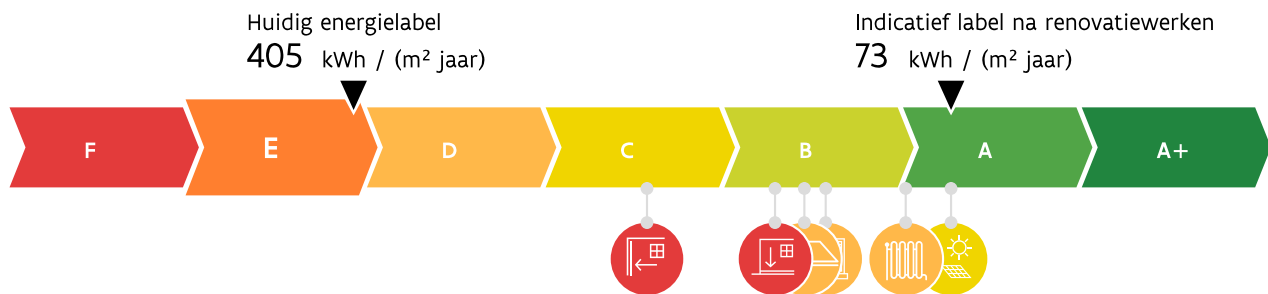 Huidig energielabel
405 kWh / (m² jaar)
Indicatief label na renovatiewerken
73 kWh / (m² jaar)
F E D C B A A+